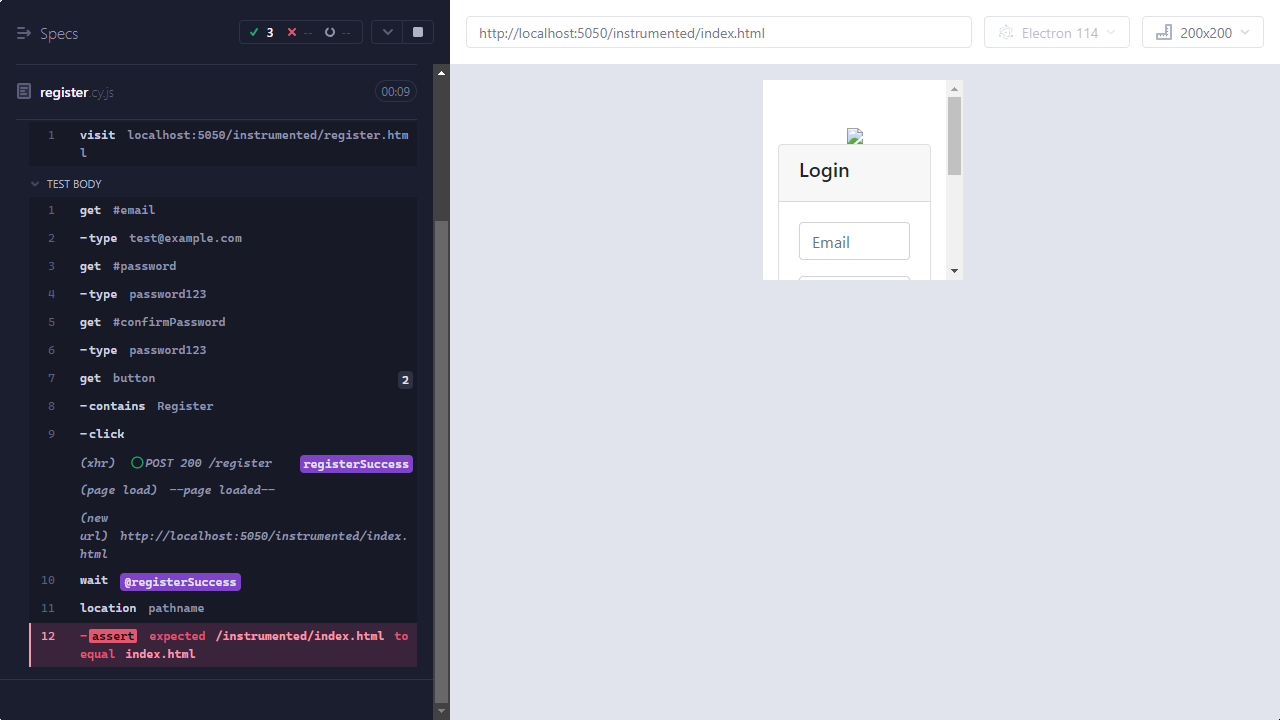 Specs
3
--
--
http://localhost:5050/instrumented/index.html
Electron 114
200x200
register.cy.js
00:09
1 visit localhost:5050/instrumented/register.htm
l
TEST BODY
1 get #email
2 -type test@example.com
3 get #password
4 -type password123
5 get #confirmPassword
6 -type password123
7 get button 2
8 -contains Register
9 -click
(xhr) POST 200 /register registerSuccess
(page load) --page loaded--
(new
url) http://localhost:5050/instrumented/index.
html
10 wait @registerSuccess
11 location pathname
12 -assert expected /instrumented/index.html to
equal index.html
Login
Email